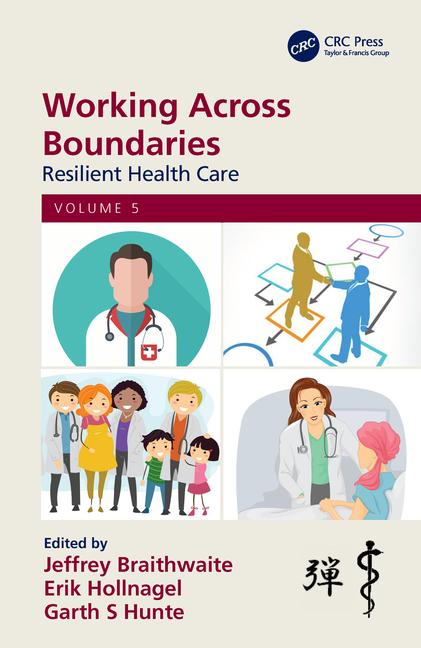 CRC
CRC Press
Taylor & Francis Group
Working Across
Boundaries
Resilient Health Care
VOLUME 5
Edited by
Jeffrey Braithwaite
Erik Hollnagel
Garth S Hunte
弾